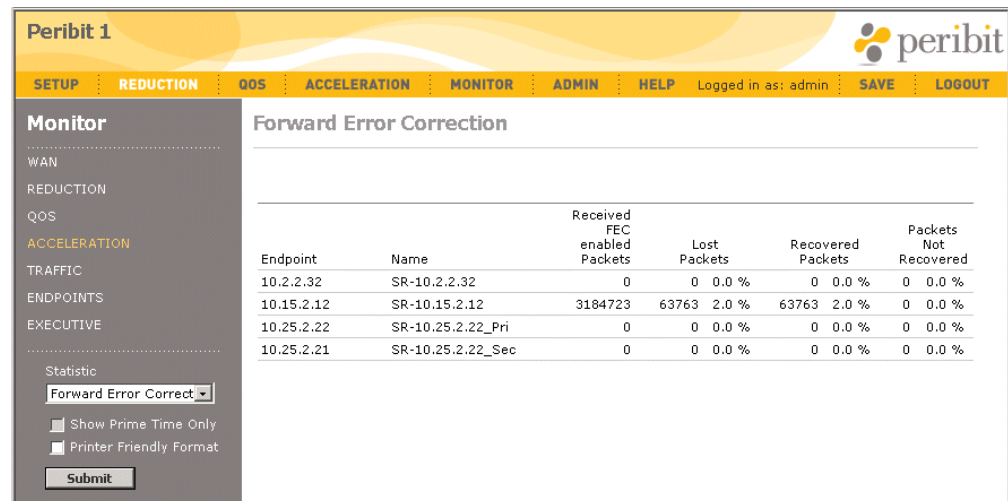 Peribit 1
peribit
SETUP REDUCTION QOS ACCELERATION MONITOR ADMIN HELP Logged in as: admin SAVE LOGOUT
Monitor
WAN
REDUCTION
QOS
ACCELERATION
TRAFFIC
ENDPOINTS
EXECUTIVE
Statistic
Forward Error Correct
Show Prime Time Only
Printer Friendly Format
Submit
Forward Error Correction
Endpoint Name Received FEC enabled Packets Lost Packets Recovered Packets Packets Not Recovered
10.2.2.32 SR-10.2.2.32 0 0 0.0 % 0 0.0 % 0 0.0 %
10.15.2.12 SR-10.15.2.12 3184723 63763 2.0 % 63763 2.0 % 0 0.0 %
10.25.2.22 SR-10.25.2.22_Pri 0 0 0.0 % 0 0.0 % 0 0.0 %
10.25.2.21 SR-10.25.2.22_Sec 0 0 0.0 % 0 0.0 % 0 0.0 %